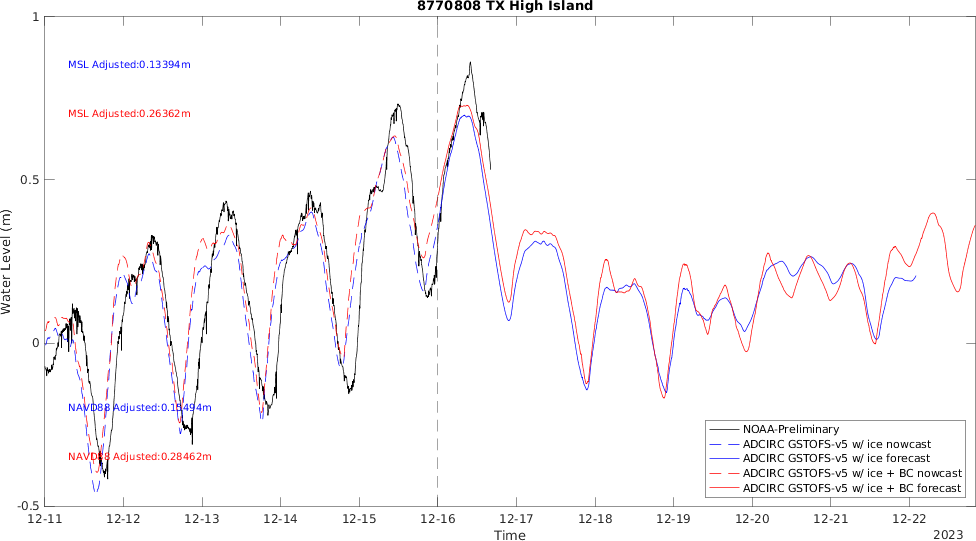 8770808 TX High Island
1
MSL Adjusted:0.13394m
MSL Adjusted:0.26362m
0.5
Water Level (m)
0
NAVD88 Adjusted:0.15494m
NAVD88 Adjusted:0.28462m
-0.5
NOAA-Preliminary
ADCIRC GSTOFS-v5 w/ ice nowcast
ADCIRC GSTOFS-v5 w/ ice forecast
ADCIRC GSTOFS-v5 w/ ice + BC nowcast
ADCIRC GSTOFS-v5 w/ ice + BC forecast
12-11 12-12 12-13 12-14 12-15 12-16 12-17 12-18 12-19 12-20 12-21 12-22
Time
2023